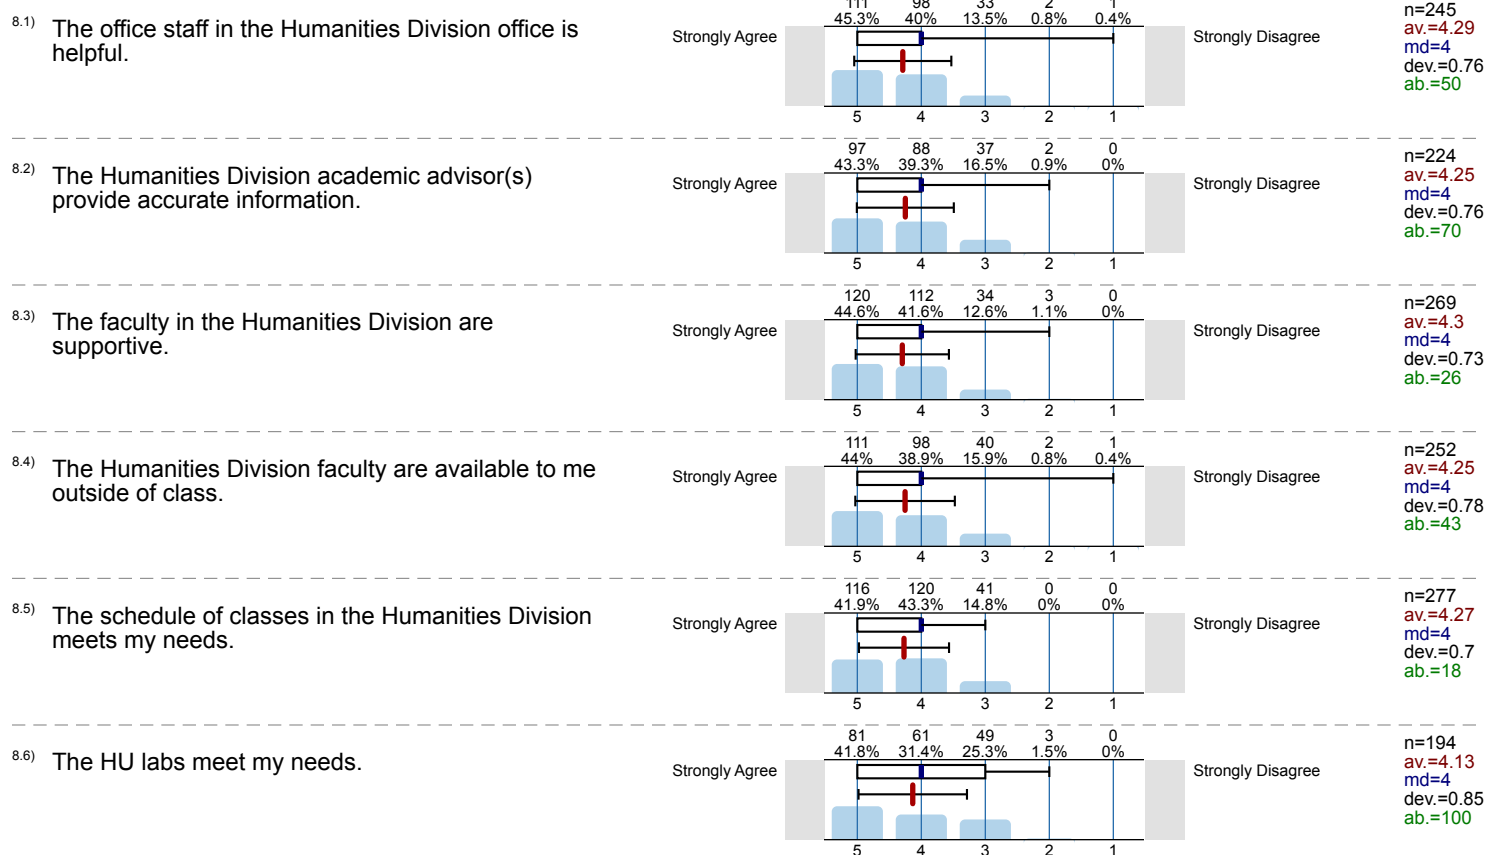 8.1) The office staff in the Humanities Division office is
helpful.
Strongly Agree
111 98 33 2 1
45.3% 40% 13.5% 0.8% 0.4%
5 4 3 2 1
Strongly Disagree
n=245
av.=4.29
md=4
dev.=0.76
ab.=50
8.2) The Humanities Division academic advisor(s)
provide accurate information.
Strongly Agree
97 88 37 2 0
43.3% 39.3% 16.5% 0.9% 0%
5 4 3 2 1
Strongly Disagree
n=224
av.=4.25
md=4
dev.=0.76
ab.=70
8.3) The faculty in the Humanities Division are
supportive.
Strongly Agree
120 112 34 3 0
44.6% 41.6% 12.6% 1.1% 0%
5 4 3 2 1
Strongly Disagree
n=269
av.=4.3
md=4
dev.=0.73
ab.=26
8.4) The Humanities Division faculty are available to me
outside of class.
Strongly Agree
111 98 40 2 1
44% 38.9% 15.9% 0.8% 0.4%
5 4 3 2 1
Strongly Disagree
n=252
av.=4.25
md=4
dev.=0.78
ab.=43
8.5) The schedule of classes in the Humanities Division
meets my needs.
Strongly Agree
116 120 41 0 0
41.9% 43.3% 14.8% 0% 0%
5 4 3 2 1
Strongly Disagree
n=277
av.=4.27
md=4
dev.=0.7
ab.=18
8.6) The HU labs meet my needs.
Strongly Agree
81 61 49 3 0
41.8% 31.4% 25.3% 1.5% 0%
5 4 3 2 1
Strongly Disagree
n=194
av.=4.13
md=4
dev.=0.85
ab.=100